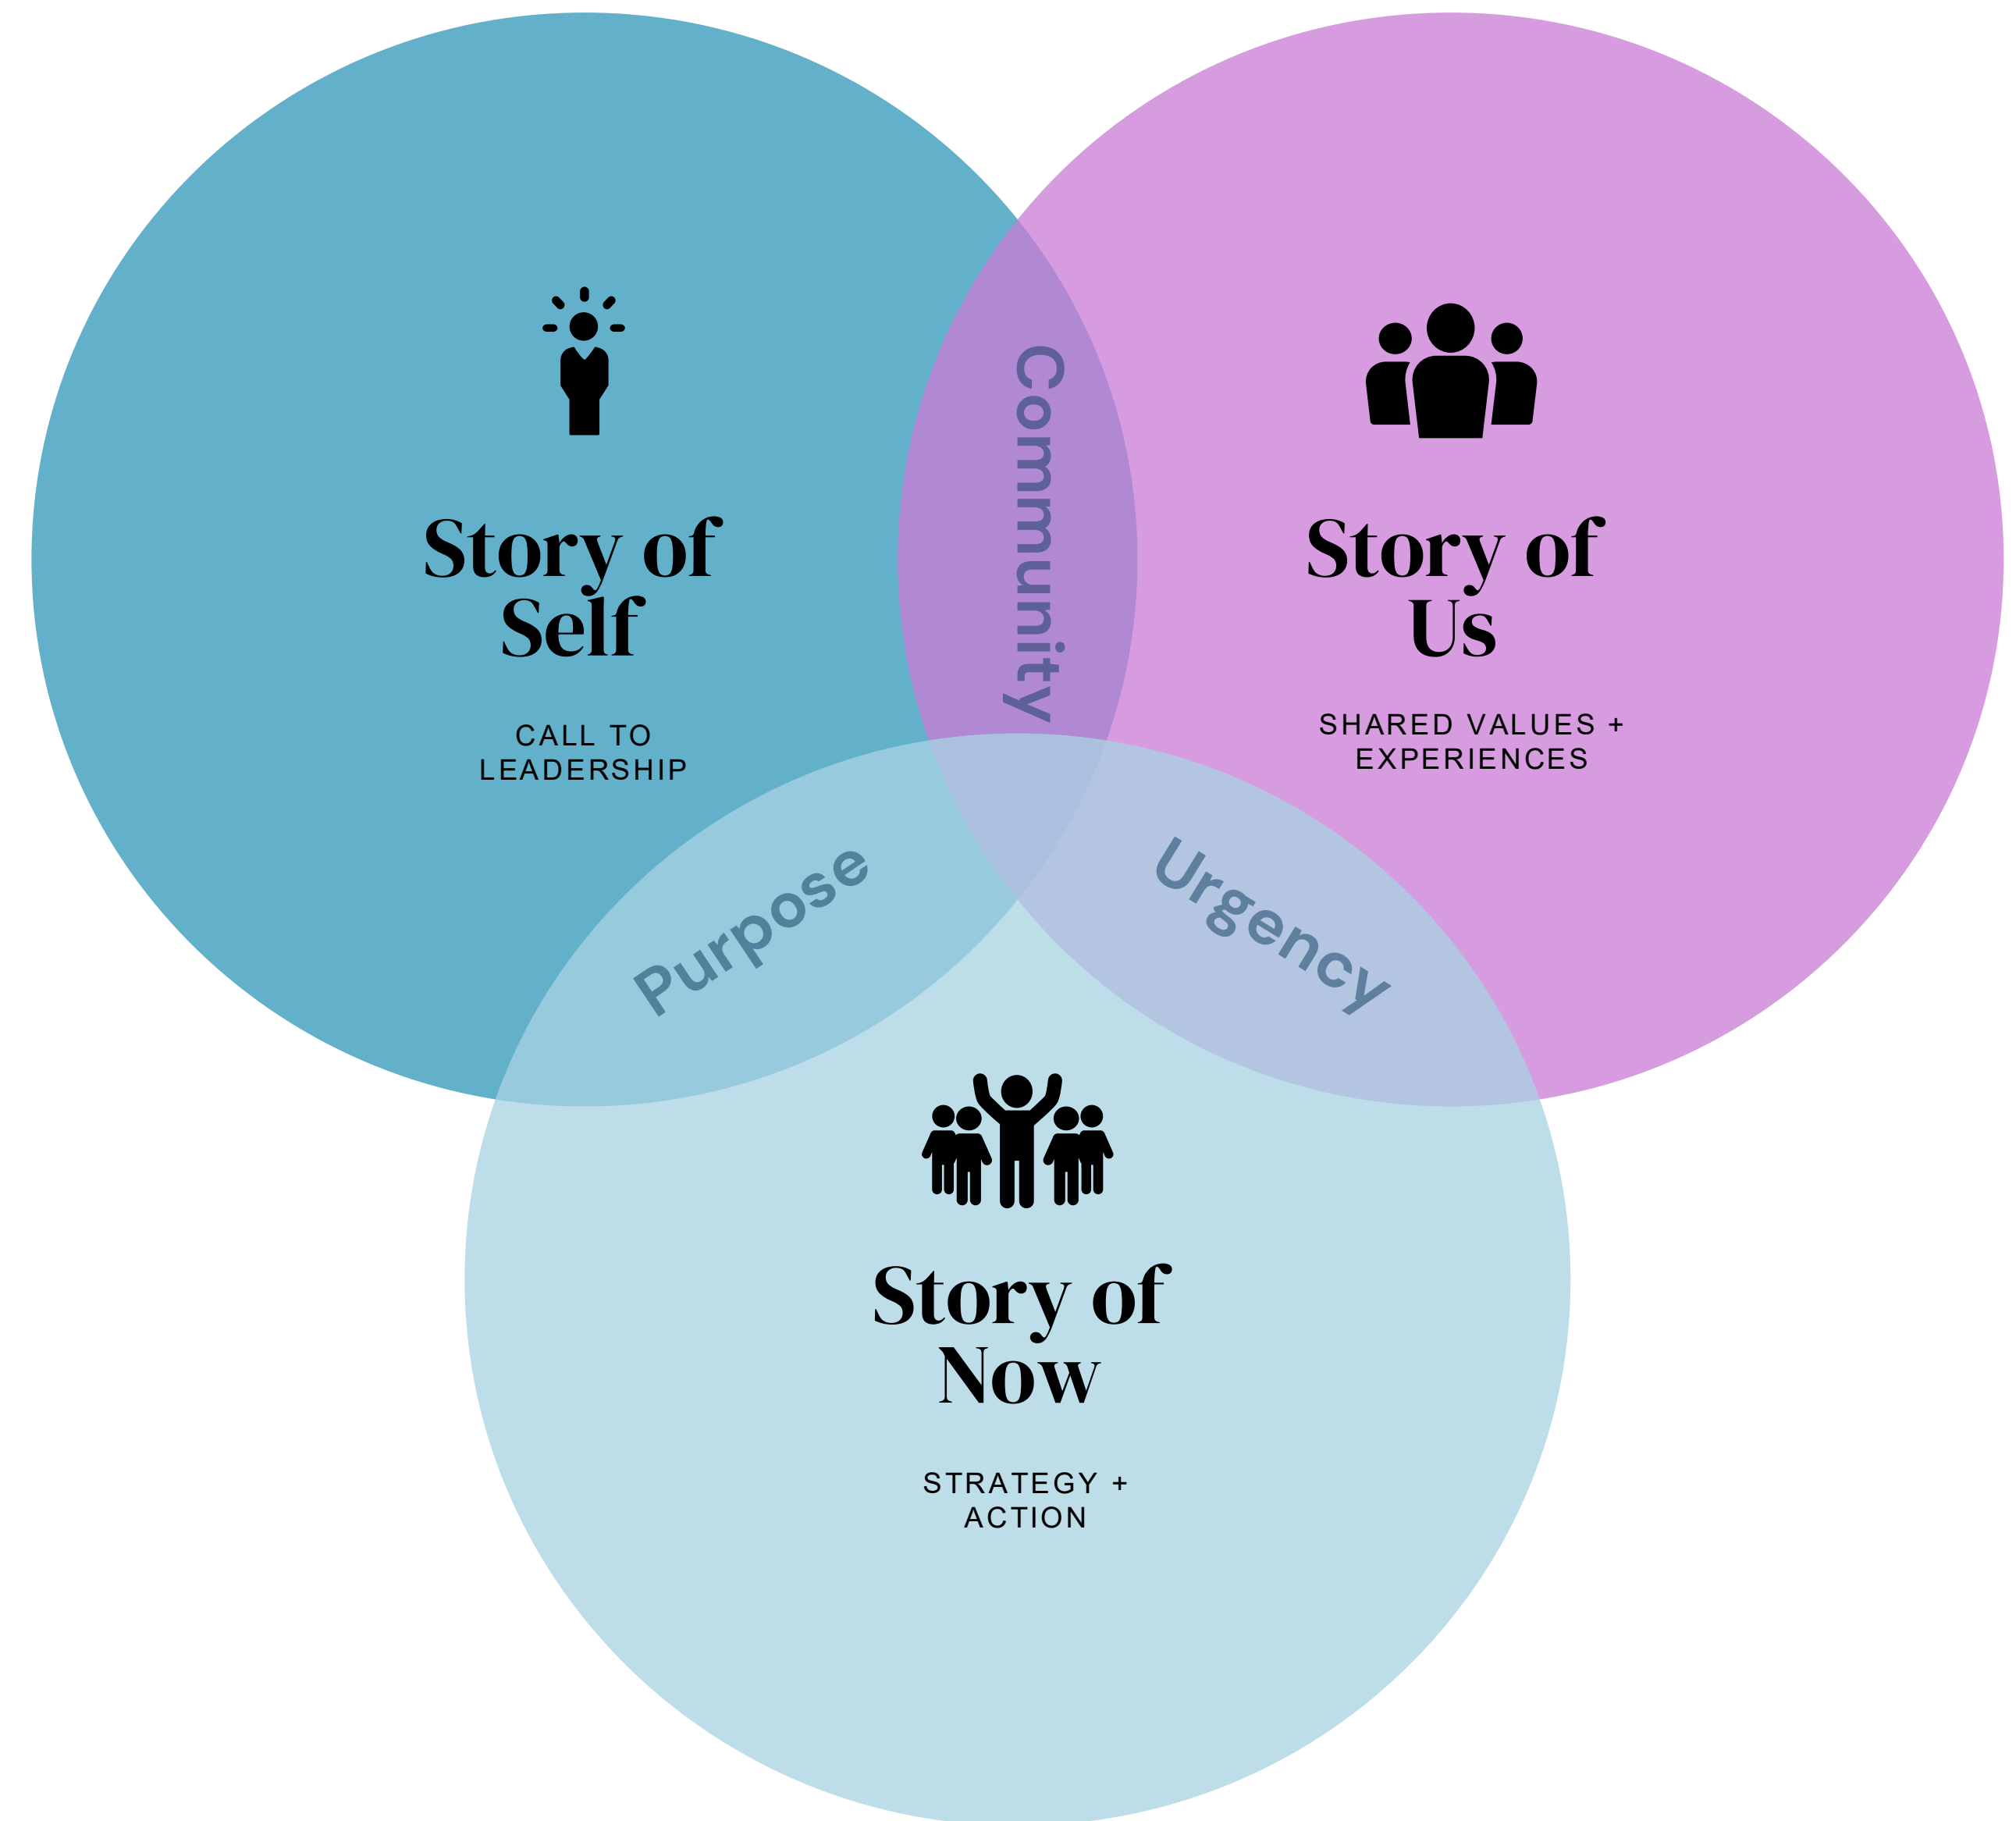 Story of
Self
CALL TO
LEADERSHIP
Community
Story of
Us
SHARED VALUES +
EXPERIENCES
Purpose
Urgency
Story of
Now
STRATEGY +
ACTION